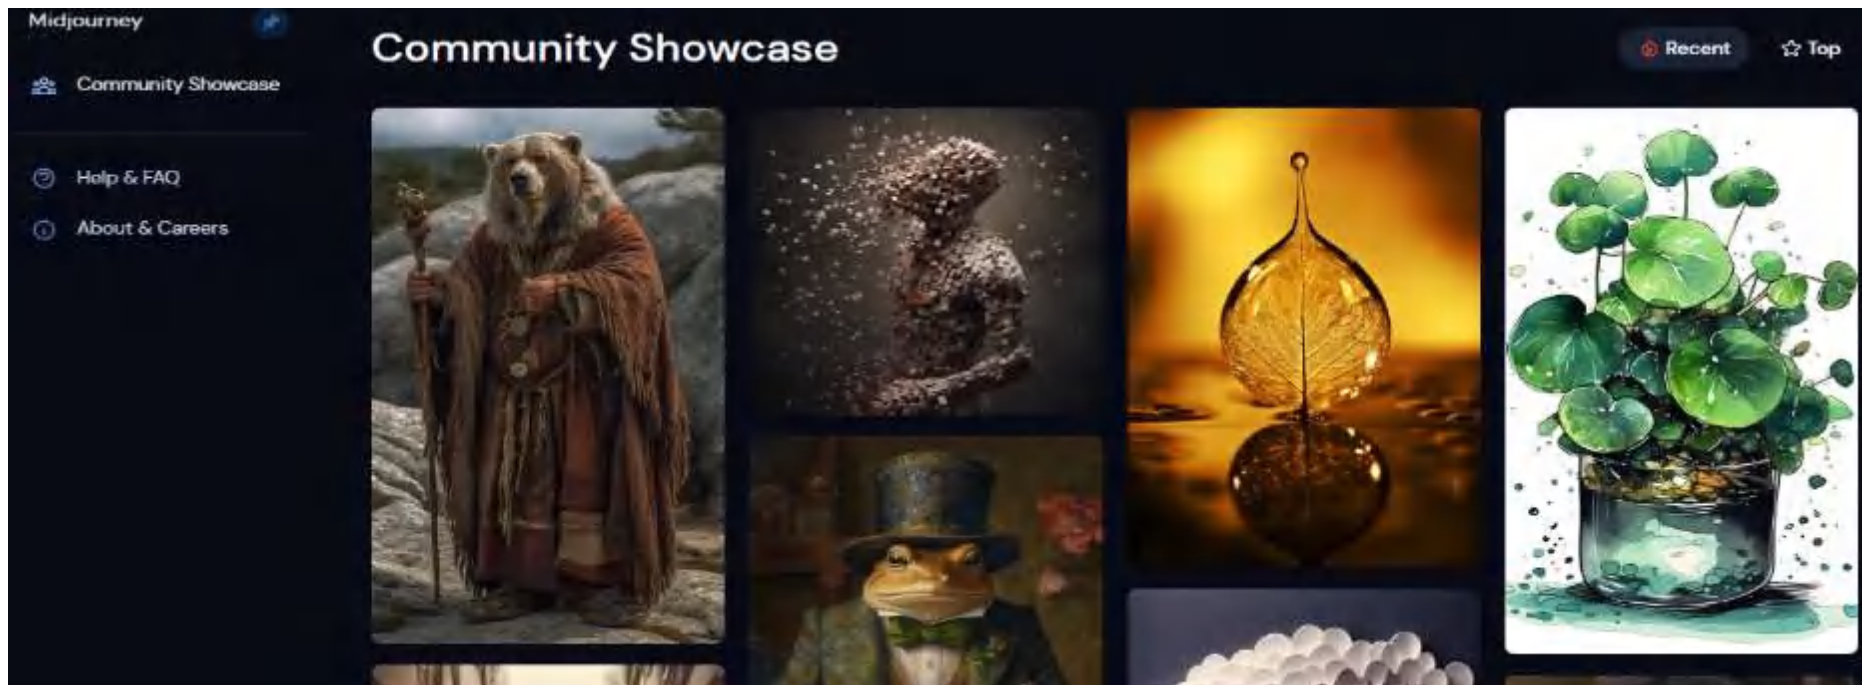 Midjourney
Community Showcase
Help & FAQ
About & Careers
Community Showcase
Recent
Top